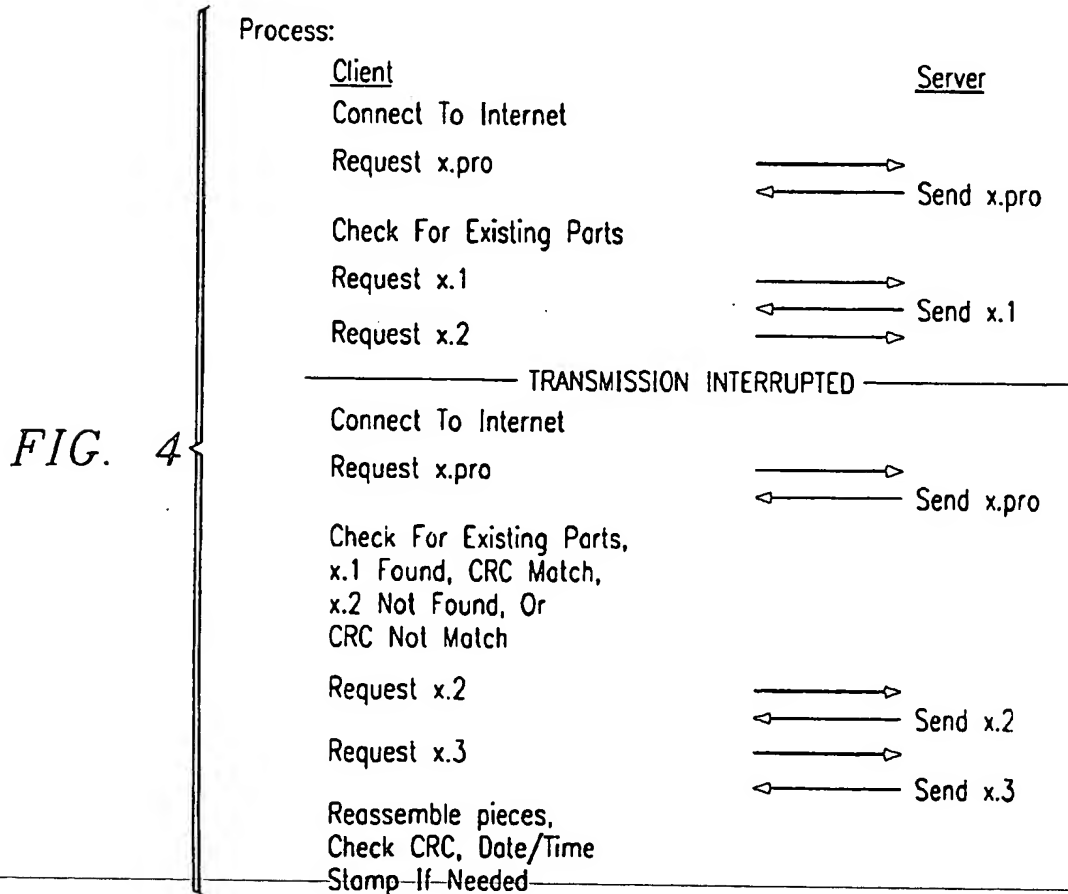 Process:
Client Server
Connect To Internet
Request x.pro
Send x.pro
Check For Existing Parts
Request x.1
Send x.1
Request x.2
TRANSMISSION INTERRUPTED
Connect To Internet
FIG. 4
Request x.pro
Send x.pro
Check For Existing Parts,
x.1 Found, CRC Match,
x.2 Not Found, Or
CRC Not Match
Request x.2
Send x.2
Request x.3
Send x.3
Reassemble pieces,
Check CRC, Date/Time
Stamp If Needed